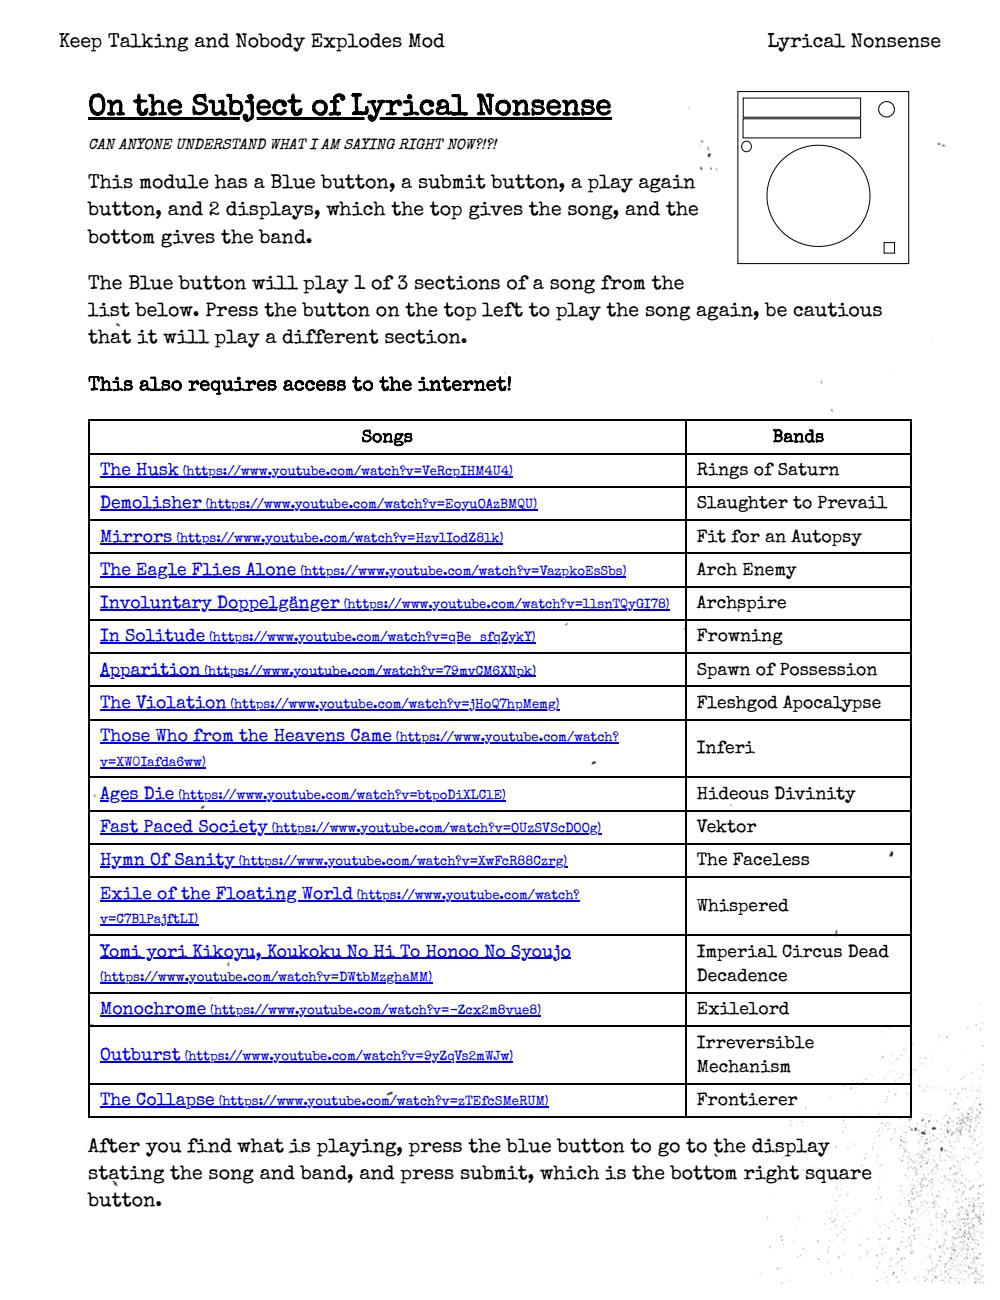 Keep Talking and Nobody Explodes Mod
Lyrical Nonsense
On the Subject of Lyrical Nonsense
CAN ANYONE UNDERSTAND WHAT I AM SAYING RIGHT NOW?!?!
This module has a Blue button, a submit button, a play again
button, and 2 displays, which the top gives the song, and the
bottom gives the band.
The Blue button will play 1 of 3 sections of a song from the
list below. Press the button on the top left to play the song again, be cautious
that it will play a different section.
This also requires access to the internet!
Songs Bands
The Husk (https://www.youtube.com/watch?v=VeRcpIHM4U4) Rings of Saturn
Demolisher (https://www.youtube.com/watch?v=EoyuOAzBMQU) Slaughter to Prevail
Mirrors (https://www.youtube.com/watch?v=HzvlIodZ8lk) Fit for an Autopsy
The Eagle Flies Alone (https://www.youtube.com/watch?v=VazpkoEsSbs) Arch Enemy
Involuntary Doppelgänger (https://www.youtube.com/watch?v=llsnTQyGI78) Archspire
In Solitude (https://www.youtube.com/watch?v=qBe_sfqZykY) Frowning
Apparition (https://www.youtube.com/watch?v=79mvCM6XNpk) Spawn of Possession
The Violation (https://www.youtube.com/watch?v=jHoQ7hpMemg) Fleshgod Apocalypse
Those Who from the Heavens Came (https://www.youtube.com/watch?
v=XWOIafda6ww) Inferi
Ages Die (https://www.youtube.com/watch?v=btpoDiXLClE) Hideous Divinity
Fast Paced Society (https://www.youtube.com/watch?v=OUzSVScDOOg) Vektor
Hymn Of Sanity (https://www.youtube.com/watch?v=XwFcR88Czrg) The Faceless
Exile of the Floating World (https://www.youtube.com/watch?
v=C7BlPajftLI) Whispered
Yomi yori Kikoyu, Koukoku No Hi To Honoo No Syoujo
(https://www.youtube.com/watch?v=DWtbMzghaMM)
Imperial Circus Dead
Decadence
Monochrome (https://www.youtube.com/watch?v=-Zcx2m8vue8) Exilelord
Outburst (https://www.youtube.com/watch?v=9yZqVs2mWJw)
Irreversible
Mechanism
The Collapse (https://www.youtube.com/watch?v=zTEfcSMeRUM) Frontierer
After you find what is playing, press the blue button to go to the display
stating the song and band, and press submit, which is the bottom right square
button.